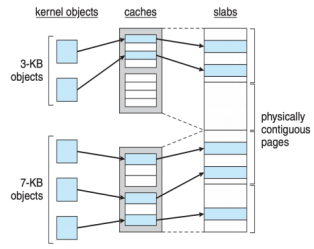 kernel objects
caches
slabs
3-KB
objects
physically
contiguous
pages
7-KB
objects